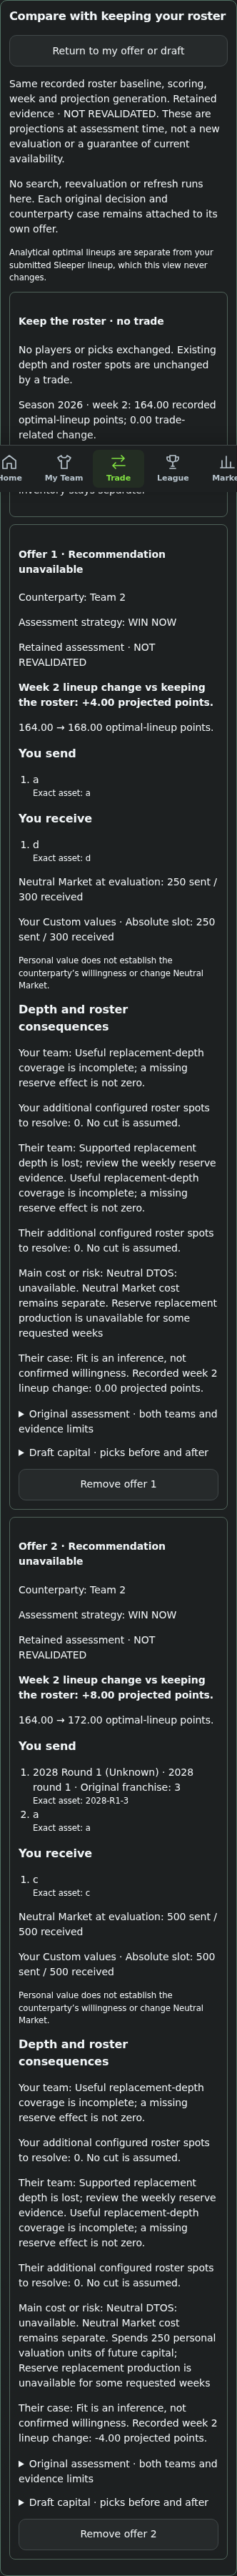 Compare with keeping your roster
Return to my offer or draft
Same recorded roster baseline, scoring,
week and projection generation. Retained
evidence · NOT REVALIDATED. These are
projections at assessment time, not a new
evaluation or a guarantee of current
availability.
No search, reevaluation or refresh runs
here. Each original decision and
counterparty case remains attached to its
own offer.
Analytical optimal lineups are separate from your
submitted Sleeper lineup, which this view never
changes.
Keep the roster · no trade
No players or picks exchanged. Existing
depth and roster spots are unchanged
by a trade.
Season 2026 · week 2: 164.00 recorded
optimal-lineup points; 0.00 trade-
related change.
Home
My Team
Trade
League
Marke
Offer 1 · Recommendation
unavailable
Counterparty: Team 2
Assessment strategy: WIN NOW
Retained assessment · NOT
REVALIDATED
Week 2 lineup change vs keeping
the roster: +4.00 projected points.
164.00 → 168.00 optimal-lineup points.
You send
1. a
Exact asset: a
You receive
1. d
Exact asset: d
Neutral Market at evaluation: 250 sent /
300 received
Your Custom values · Absolute slot: 250
sent / 300 received
Personal value does not establish the
counterparty's willingness or change Neutral
Market.
Depth and roster
consequences
Your team: Useful replacement-depth
coverage is incomplete; a missing
reserve effect is not zero.
Your additional configured roster spots
to resolve: 0. No cut is assumed.
Their team: Supported replacement
depth is lost; review the weekly reserve
evidence. Useful replacement-depth
coverage is incomplete; a missing
reserve effect is not zero.
Their additional configured roster spots
to resolve: 0. No cut is assumed.
Main cost or risk: Neutral DTOS:
unavailable. Neutral Market cost
remains separate. Reserve replacement
production is unavailable for some
requested weeks
Their case: Fit is an inference, not
confirmed willingness. Recorded week 2
lineup change: 0.00 projected points.
▶ Original assessment · both teams and
evidence limits
▶ Draft capital · picks before and after
Remove offer 1
Offer 2 · Recommendation
unavailable
Counterparty: Team 2
Assessment strategy: WIN NOW
Retained assessment · NOT
REVALIDATED
Week 2 lineup change vs keeping
the roster: +8.00 projected points.
164.00 → 172.00 optimal-lineup points.
You send
1. 2028 Round 1 (Unknown) · 2028
round 1 · Original franchise: 3
Exact asset: 2028-R1-3
2. a
Exact asset: a
You receive
1. c
Exact asset: c
Neutral Market at evaluation: 500 sent /
500 received
Your Custom values · Absolute slot: 500
sent / 500 received
Personal value does not establish the
counterparty's willingness or change Neutral
Market.
Depth and roster
consequences
Your team: Useful replacement-depth
coverage is incomplete; a missing
reserve effect is not zero.
Your additional configured roster spots
to resolve: 0. No cut is assumed.
Their team: Supported replacement
depth is lost; review the weekly reserve
evidence. Useful replacement-depth
coverage is incomplete; a missing
reserve effect is not zero.
Their additional configured roster spots
to resolve: 0. No cut is assumed.
Main cost or risk: Neutral DTOS:
unavailable. Neutral Market cost
remains separate. Spends 250 personal
valuation units of future capital;
Reserve replacement production is
unavailable for some requested weeks
Their case: Fit is an inference, not
confirmed willingness. Recorded week 2
lineup change: -4.00 projected points.
▶ Original assessment · both teams and
evidence limits
▶ Draft capital · picks before and after
Remove offer 2